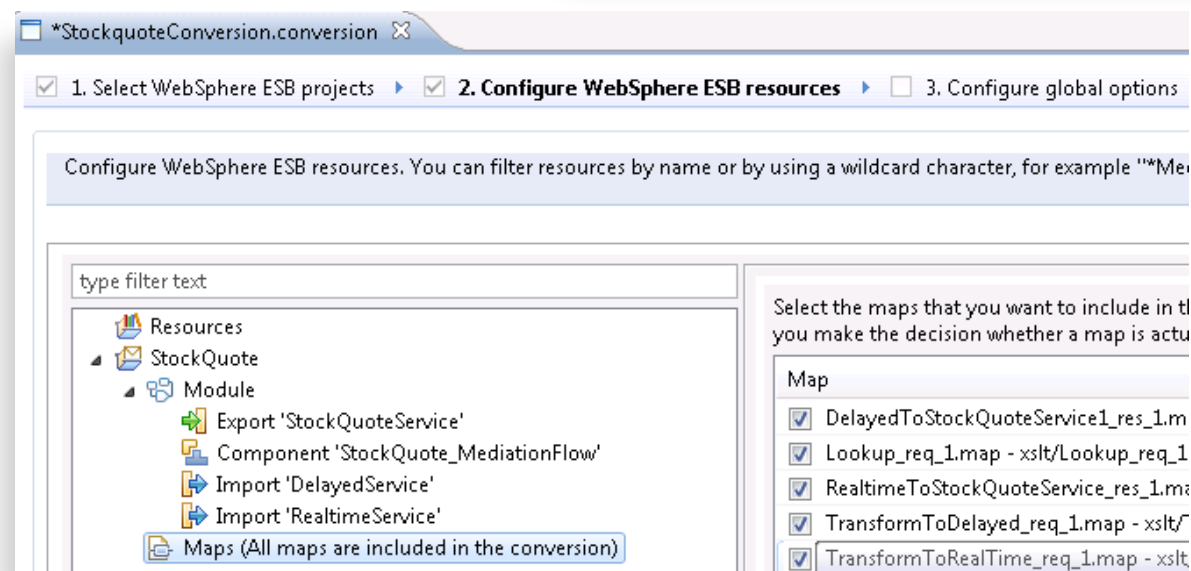 *StockquoteConversion.conversion
1. Select WebSphere ESB projects 2. Configure WebSphere ESB resources 3. Configure global options
Configure WebSphere ESB resources. You can filter resources by name or by using a wildcard character, for example "*Me
type filter text
Resources
StockQuote
Module
Export 'StockQuoteService'
Component 'StockQuote_MediationFlow'
Import 'DelayedService'
Import 'RealtimeService'
Maps (All maps are included in the conversion)
Select the maps that you want to include in th
you make the decision whether a map is actu
Map
DelayedToStockQuoteService1_res_1.m
Lookup_req_1.map - xslt/Lookup_req_1
RealtimeToStockQuoteService_res_1.ma
TransformToDelayed_req_1.map - xslt/T
TransformToRealTime_req_1.map - xslt/